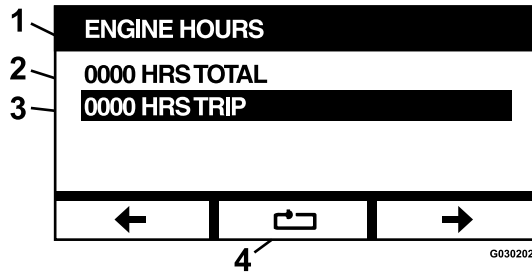 1
ENGINE HOURS
2
0000 HRS TOTAL
3
0000 HRS TRIP
4
G030202